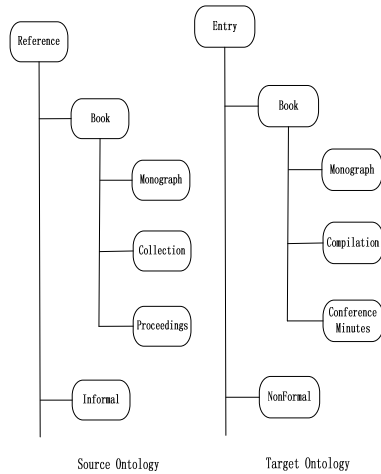 Reference
Book
Monograph
Collection
Proceedings
Informal
Source Ontology
Entry
Book
Monograph
Compilation
Conference
Minutes
NonFormal
Target Ontology